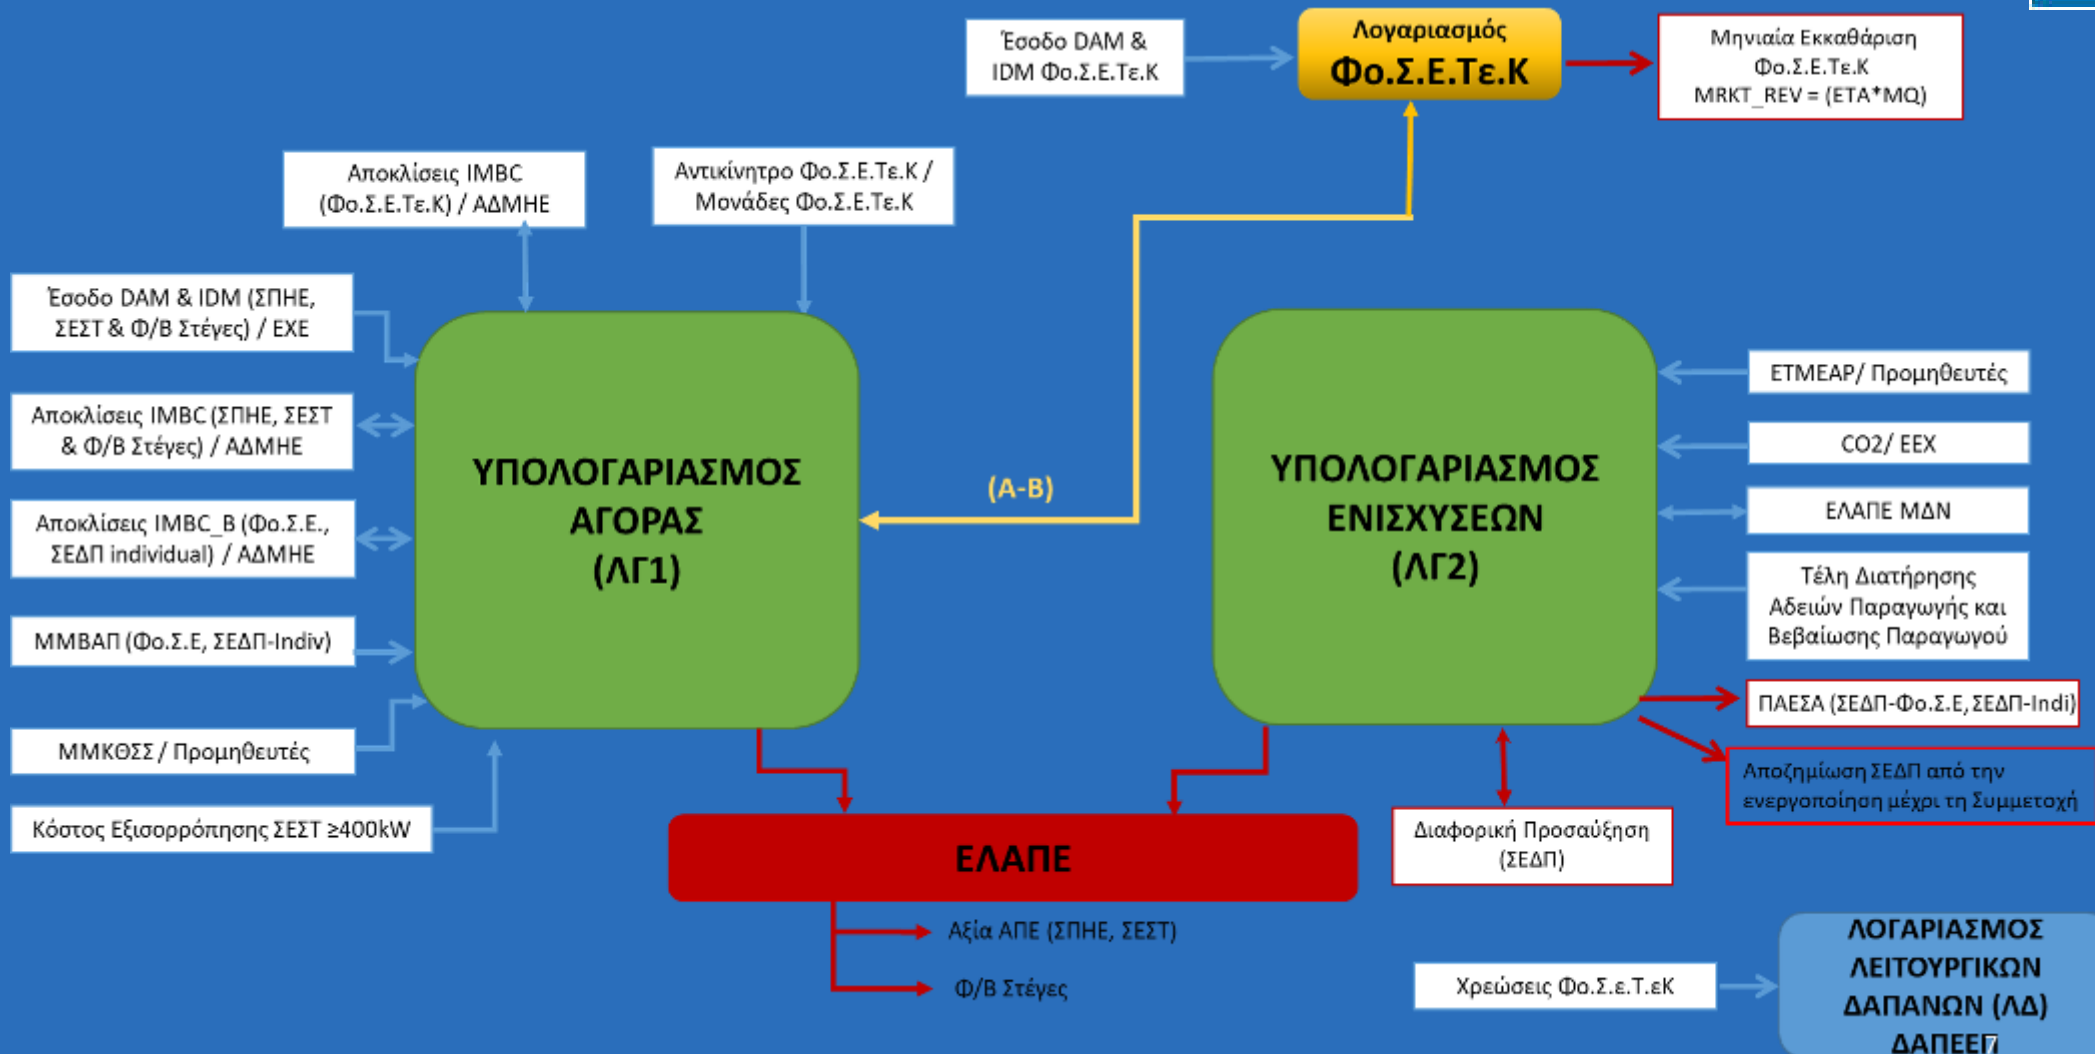 Έσοδο DAM &
IDM Φο.Σ.Ε.Τε.Κ
Λογαριασμός
Φο.Σ.Ε.Τε.Κ
Μηνιαία Εκκαθάριση
Φο.Σ.Ε.Τε.Κ
MRKT_REV = (ETA*MQ)
Αποκλίσεις IMBC
(Φο.Σ.Ε.Τε.Κ) / ΑΔΜΗΕ
Αντικίνητρο Φο.Σ.Ε.Τε.Κ /
Μονάδες Φο.Σ.Ε.Τε.Κ
Έσοδο DAM & IDM (ΣΠΗΕ,
ΣΕΣΤ & Φ/Β Στέγες) / ΕΧΕ
Αποκλίσεις IMBC (ΣΠΗΕ, ΣΕΣΤ
& Φ/Β Στέγες) / ΑΔΜΗΕ
Αποκλίσεις IMBC_B (Φο.Σ.Ε.,
ΣΕΔΠ individual) / ΑΔΜΗΕ
ΜΜΒΑΠ (Φο.Σ.Ε, ΣΕΔΠ-Indiv)
ΜΜΚΘΣΣ / Προμηθευτές
Κόστος Εξισορρόπησης ΣΕΣΤ ≥400kW
ΥΠΟΛΟΓΑΡΙΑΣΜΟΣ
ΑΓΟΡΑΣ
(ΛΓ1)
(Α-Β)
ΥΠΟΛΟΓΑΡΙΑΣΜΟΣ
ΕΝΙΣΧΥΣΕΩΝ
(ΛΓ2)
ΕΤΜΕΑΡ/ Προμηθευτές
CO2/ EEX
ΕΛΑΠΕ ΜΔΝ
Τέλη Διατήρησης
Αδειών Παραγωγής και
Βεβαίωσης Παραγωγού
ΠΑΕΣΑ (ΣΕΔΠ-Φο.Σ.Ε, ΣΕΔΠ-Indi)
Αποζημίωση ΣΕΔΠ από την
ενεργοποίηση μέχρι τη Συμμετοχή
Διαφορική Προσαύξηση
(ΣΕΔΠ)
ΕΛΑΠΕ
Αξία ΑΠΕ (ΣΠΗΕ, ΣΕΣΤ)
Φ/Β Στέγες
Χρεώσεις Φο.Σ.ε.Τ.εΚ
ΛΟΓΑΡΙΑΣΜΟΣ
ΛΕΙΤΟΥΡΓΙΚΩΝ
ΔΑΠΑΝΩΝ (ΛΔ)
ΔΑΠΕΕΠ
7